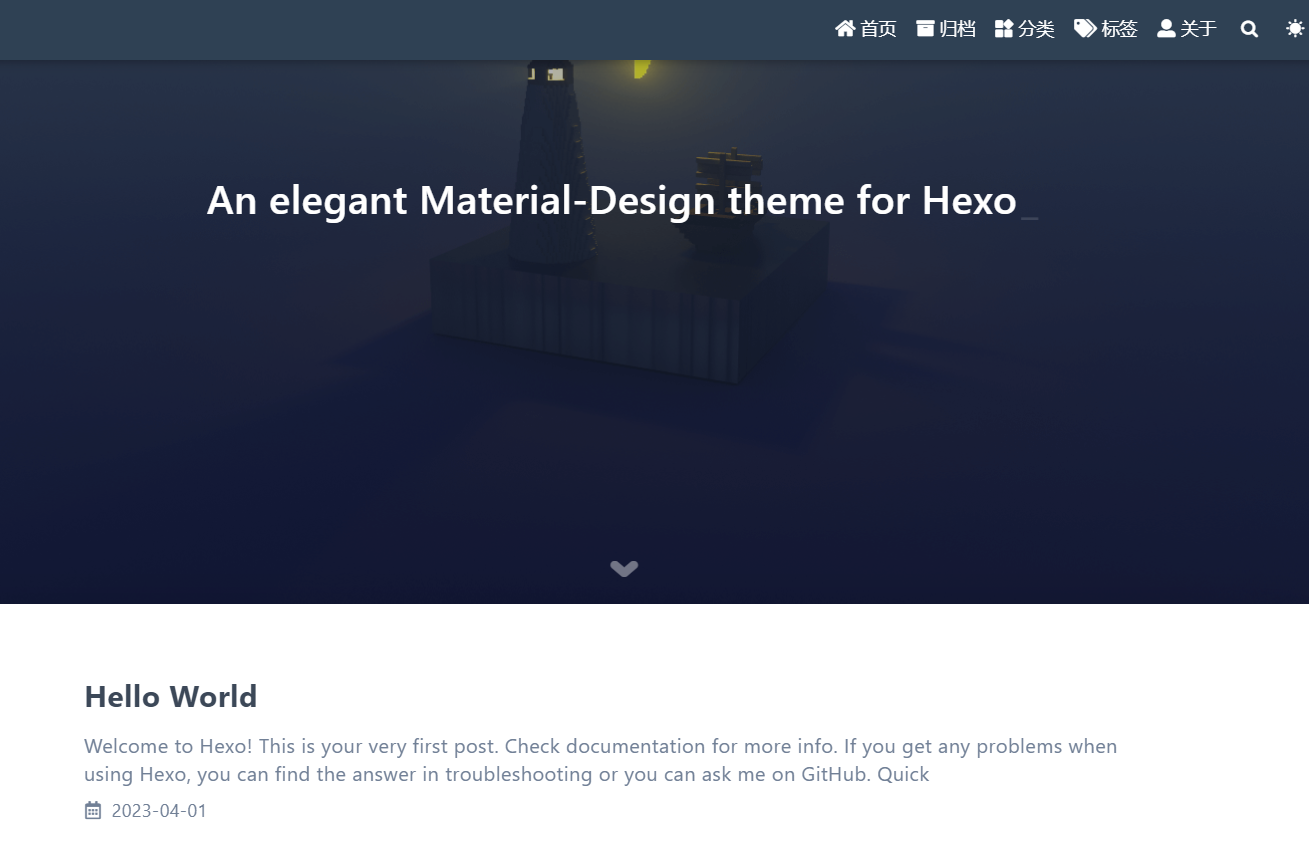 首页 归档 分类 标签 关于
An elegant Material-Design theme for Hexo_
Hello World
Welcome to Hexo! This is your very first post. Check documentation for more info. If you get any problems when
using Hexo, you can find the answer in troubleshooting or you can ask me on GitHub. Quick
2023-04-01